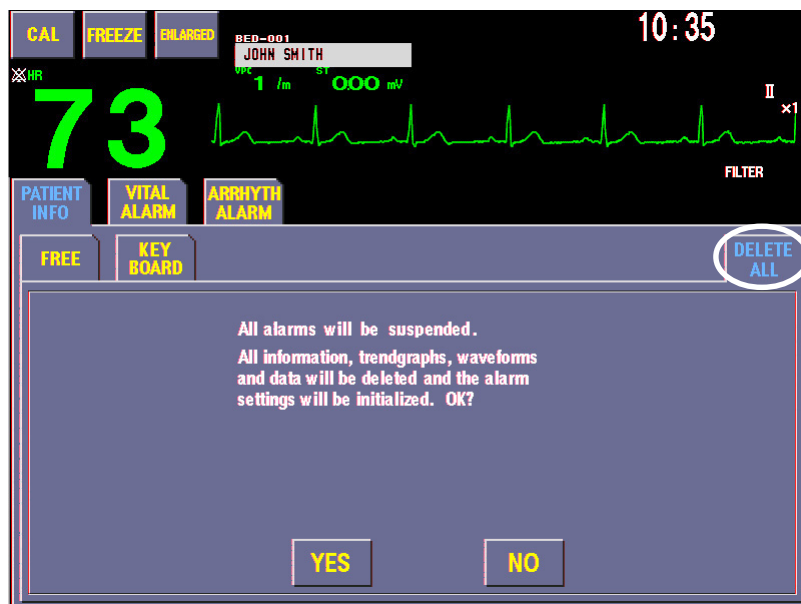 CAL FREEZE ENLARGED
BED-001
10:35
JOHN SMITH
HR
VPC 1 /m ST 0.00 mV
73
II
×1
FILTER
PATIENT INFO
VITAL ALARM
ARRHYTH ALARM
FREE
KEY BOARD
DELETE ALL
All alarms will be suspended.
All information, trendgraphs, waveforms
and data will be deleted and the alarm
settings will be initialized. OK?
YES NO